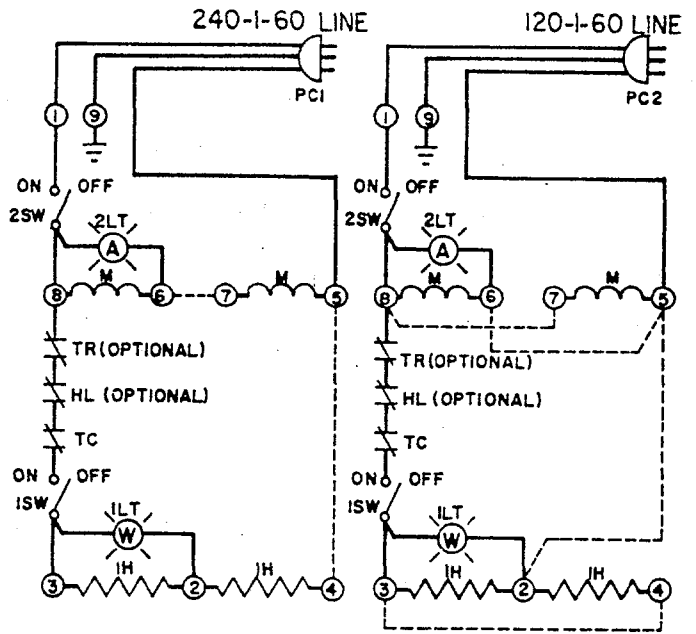 240-1-60 LINE
120-1-60 LINE
PC1
PC2
1
9
1
9
ON
OFF
ON
OFF
2SW
2LT
2SW
2LT
A
A
M
M
M
M
8
6
7
5
8
6
7
5
TR(OPTIONAL)
TR(OPTIONAL)
HL (OPTIONAL)
HL (OPTIONAL)
TC
TC
ON
OFF
ON
OFF
1SW
1LT
1SW
1LT
W
W
1H
1H
1H
1H
3
2
4
3
2
4